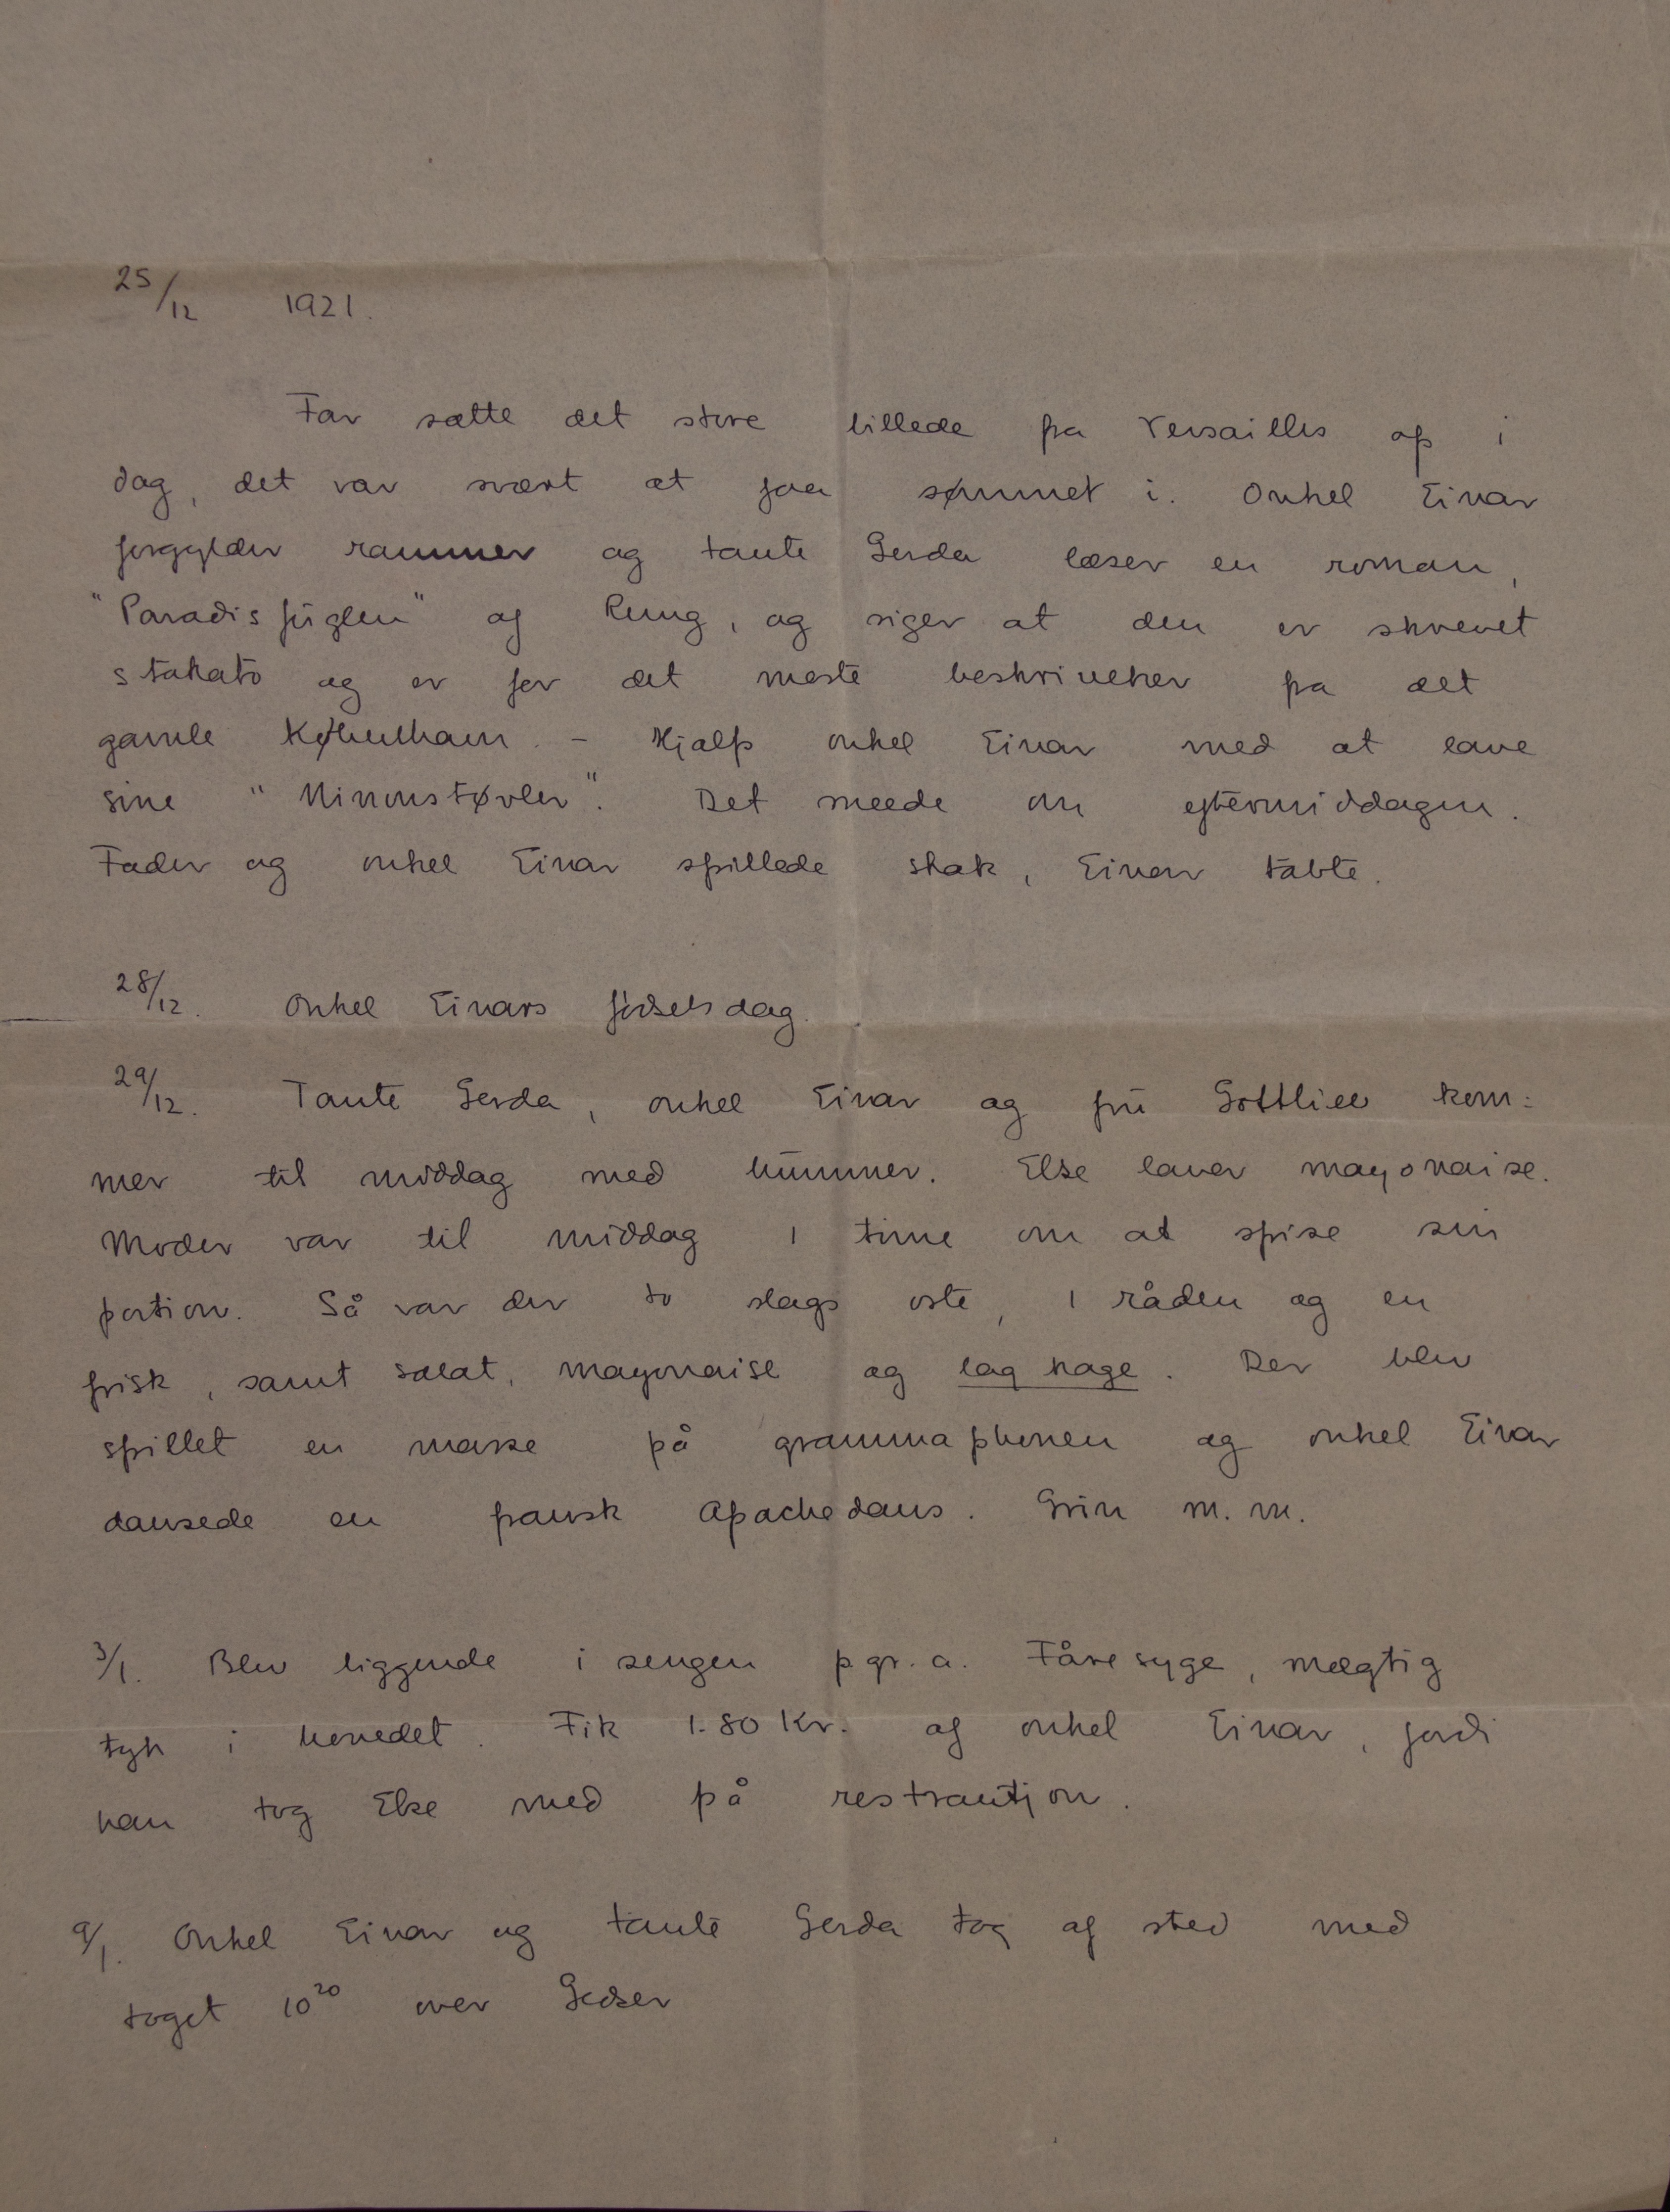 25/12 1921.
Far satte det store billede fra Versailles op i
dag, det var svært at faa sømmet i. Onkel Einar
forgylder rammer og tante Gerda læser en roman,
"Paradisfuglen" af Rung, og siger at den er skrevet
stakato og er for det meste beskrivelser fra det
gamle København. - Hjalp onkel Einar med at lave
sine "Ninonstøvler". Det sneede om eftermiddagen.
Fader og onkel Einar spillede skak, Einar tabte.
28/12. Onkel Einars fødselsdag.
29/12. Tante Gerda, onkel Einar og fru Gottlieb kom:
mer til middag med hummer. Else laver mayonaise.
Moder var til middag 1 time om at spise sin
portion. Så var der to slags oste, 1 råden og en
frisk, samt salat, mayonaise og lag kage. Der blev
spillet en masse på grammaphonen og onkel Einar
dansede en fransk Apachedans. Grin m.m.
3/1. Blev liggende i sengen p.gr.a. Fåresyge, mægtig
tyk i hovedet. Fik 1.80 Kr. af onkel Einar, fordi
han tog Else med på restrautjon.
9/1. Onkel Einar og tante Gerda tog af sted med
toget 10²⁰ over Gedser